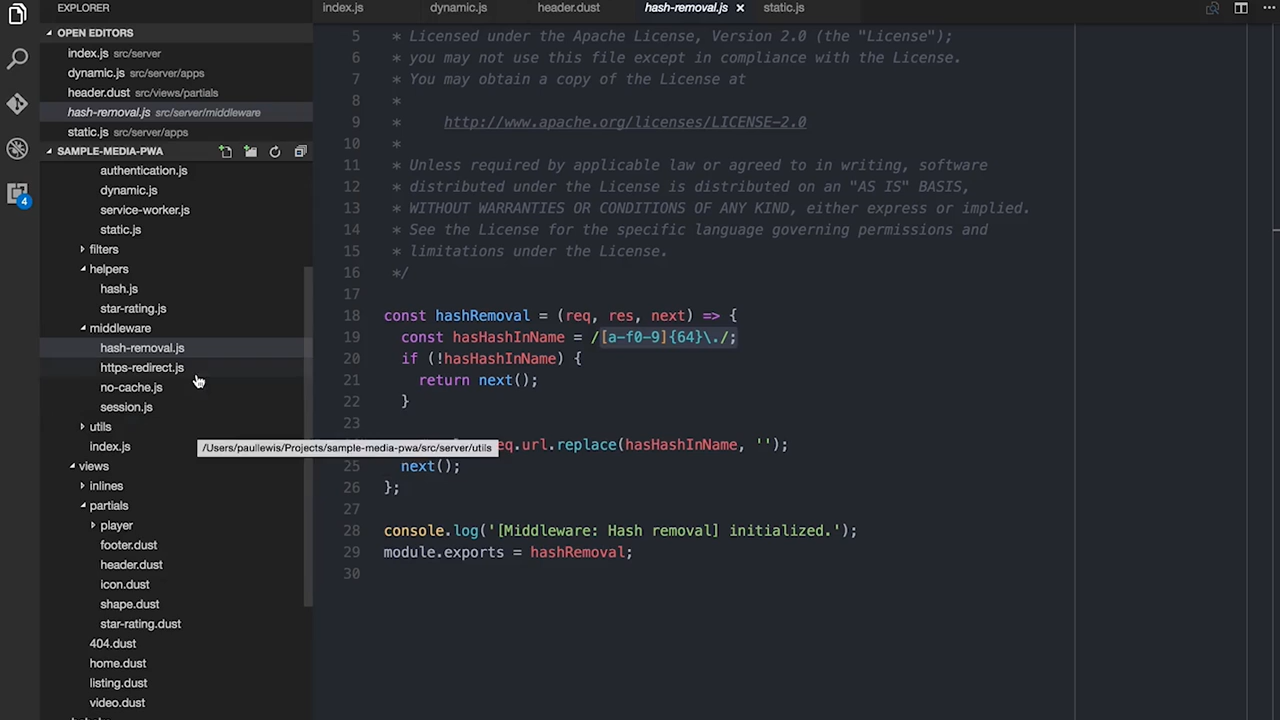 EXPLORER
OPEN EDITORS
index.js src/server
dynamic.js src/server/apps
header.dust src/views/partials
hash-removal.js src/server/middleware
static.js src/server/apps
SAMPLE-MEDIA-PWA
authentication.js
dynamic.js
service-worker.js
static.js
filters
helpers
hash.js
star-rating.js
middleware
hash-removal.js
https-redirect.js
no-cache.js
session.js
utils
index.js
views
inlines
partials
player
footer.dust
header.dust
icon.dust
shape.dust
star-rating.dust
404.dust
home.dust
listing.dust
video.dust
4
/Users/paullewis/Projects/sample-media-pwa/src/server/utils
index.js dynamic.js header.dust hash-removal.js × static.js
5 * Licensed under the Apache License, Version 2.0 (the "License");
6 * you may not use this file except in compliance with the License.
7 * You may obtain a copy of the License at
8 *
9 * http://www.apache.org/licenses/LICENSE-2.0
10 *
11 * Unless required by applicable law or agreed to in writing, software
12 * distributed under the License is distributed on an "AS IS" BASIS,
13 * WITHOUT WARRANTIES OR CONDITIONS OF ANY KIND, either express or implied.
14 * See the License for the specific language governing permissions and
15 * limitations under the License.
16 */
17
18 const hashRemoval = (req, res, next) => {
19 const hasHashInName = /[a-f0-9]{64}\./;
20 if (!hasHashInName) {
21 return next();
22 }
23
.url.replace(hasHashInName, '');
25 next();
26 };
27
28 console.log('[Middleware: Hash removal] initialized.');
29 module.exports = hashRemoval;
30